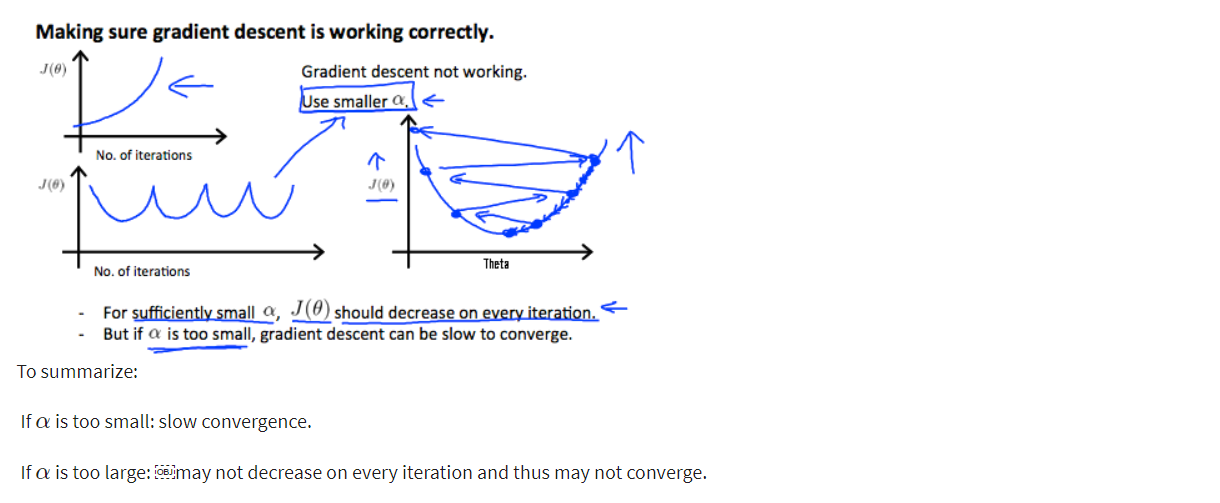 Making sure gradient descent is working correctly.
J(θ)
Gradient descent not working.
Use smaller α.
No. of iterations
J(θ)
J(θ)
Theta
No. of iterations
- For sufficiently small α, J(θ) should decrease on every iteration.
- But if α is too small, gradient descent can be slow to converge.
To summarize:
If α is too small: slow convergence.
If α is too large: may not decrease on every iteration and thus may not converge.